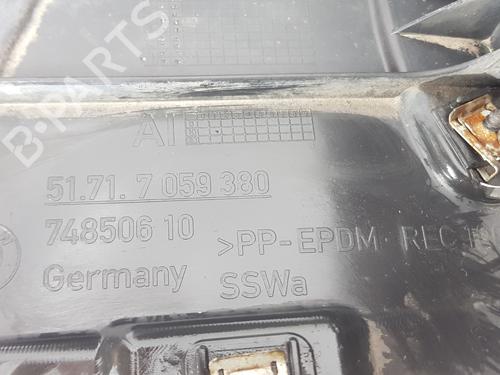 B-PARTS
AI
51.71. 7 059 380
748506 10
>PP-EPDM REC
Germany
SSWa